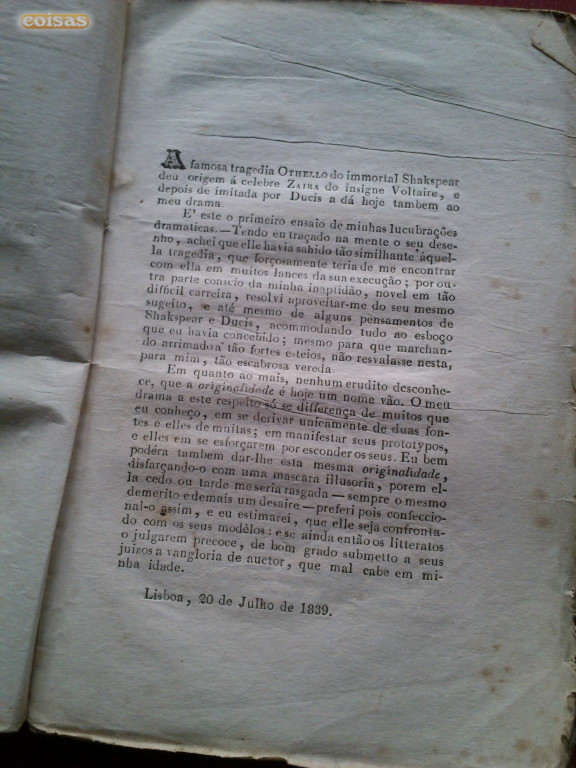 coisas
A famosa tragedia OTHELLO do immortal Shakspear
deu origem á celebre ZAIRA do insigne Voltaire, e
depois de imitada por Ducis a dá hoje tambem ao
meu drama.
E' este o primeiro ensaio de minhas lucubrações
dramaticas.—Tendo eu traçado na mente o seu dese-
nho, achei que elle havia sahido tão similhante áquel-
la tragedia, que forçosamente teria de me encontrar
com ella em muitos lances da sua execução; por ou-
tra parte conscio da minha inaptidão, novel em tão
difficil carreira, resolvi aproveitar-me do seu mesmo
sugeito, e até mesmo de alguns pensamentos de
Shakspear e Ducis, acommodando tudo ao esboço
que eu havia concebido; mesmo para que marchan-
do arrimado a tão fortes esteios, não resvalasse nesta,
para mim, tão escabrosa vereda.
Em quanto ao mais, nenhum erudito desconhe-
ce, que a originalidade é hoje um nome vão. O meu
drama a este respeito só se differença de muitos que
eu conheço, em se derivar unicamente de duas fon-
tes e elles de muitas; em manifestar seus prototypos,
e elles em se esforçarem por esconder os seus. Eu bem
podéra tambem dar-lhe esta mesma originalidade,
disfarçando-o com uma mascara illusoria, porem el-
la cedo ou tarde me seria rasgada—sempre o mesmo
demerito e demais um desaire—preferi pois confeccio-
nal-o assim, e eu estimarei, que elle seja confronta-
do com os seus modélos: e se ainda então os litteratos
o julgarem precoce, de bom grado submetto a seus
juizos a vangloria de auctor, que mal cabe em mi-
nha idade.
Lisboa, 20 de Julho de 1839.